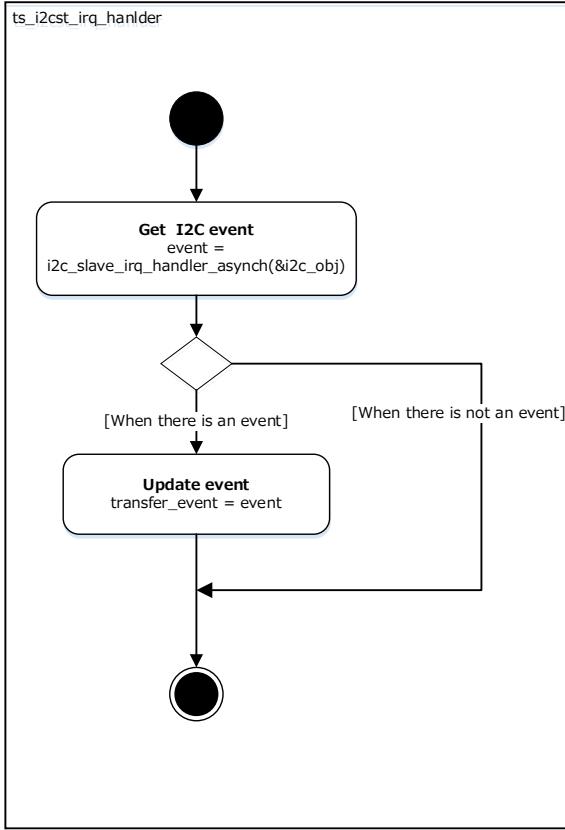 ts_i2cst_irq_hanlder
Get  I2C event
event =
i2c_slave_irq_handler_asynch(&i2c_obj)
[When there is an event]
[When there is not an event]
Update event
transfer_event = event